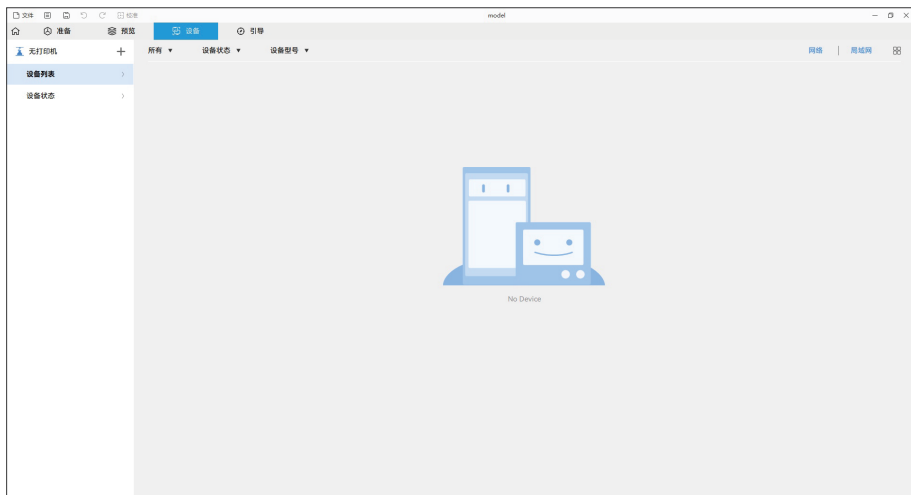 文件 校准 model
准备 预览 设备 引导
无打印机 所有 设备状态 设备型号 网络 局域网
设备列表
设备状态
No Device